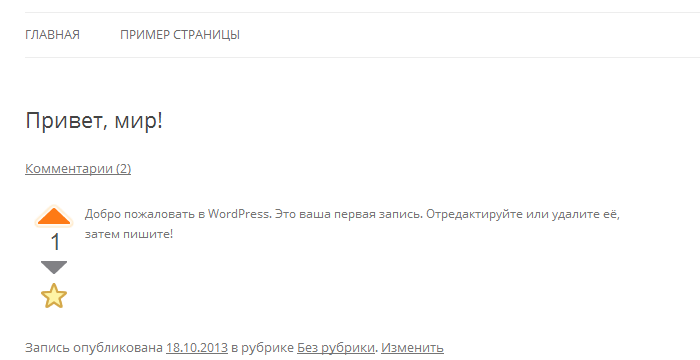 ГЛАВНАЯ ПРИМЕР СТРАНИЦЫ
Привет, мир!
Комментарии (2)
Добро пожаловать в WordPress. Это ваша первая запись. Отредактируйте или удалите её,
затем пишите!
1
Запись опубликована 18.10.2013 в рубрике Без рубрики. Изменить